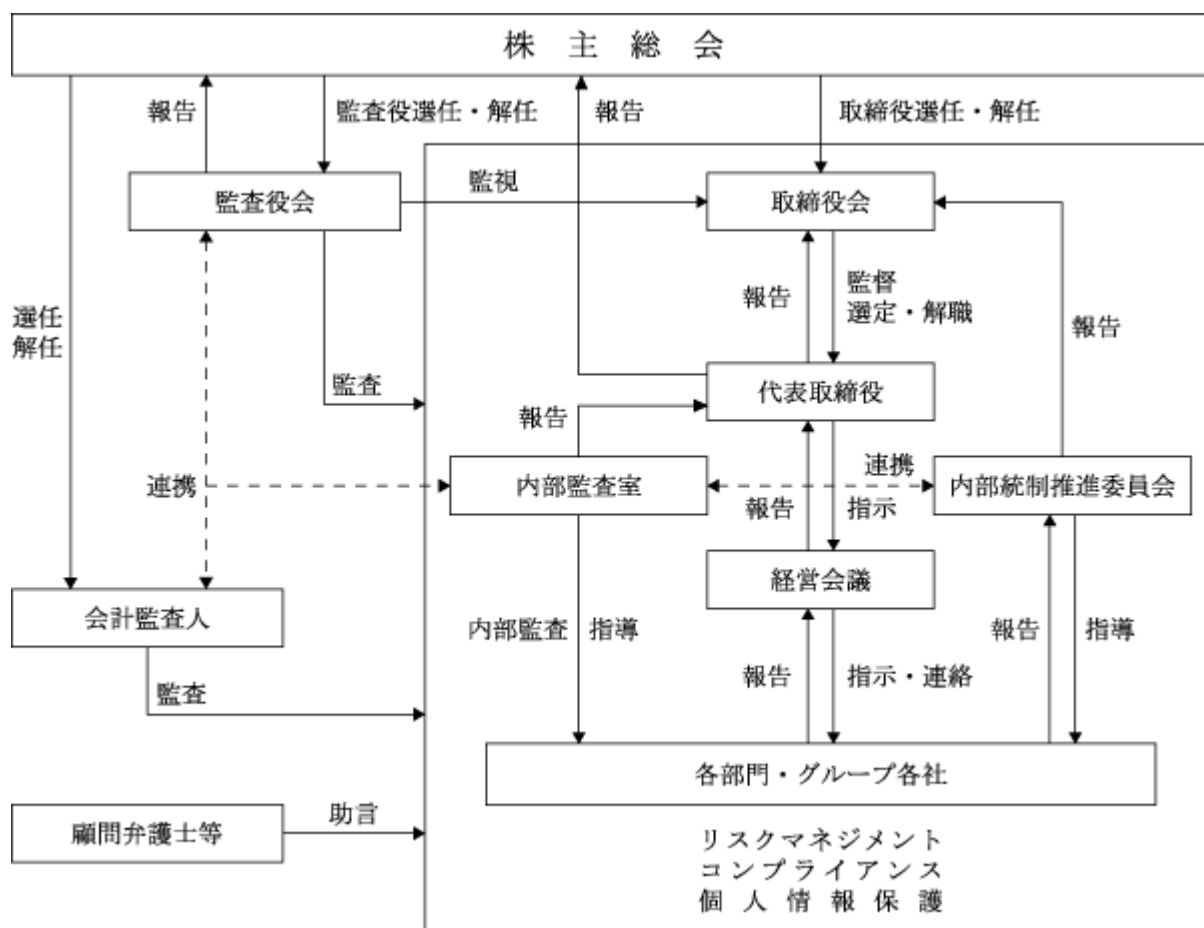 株主総会
報告
監査役選任・解任
報告
取締役選任・解任
監査役会
監視
取締役会
選任
解任
報告
監督
選定・解職
報告
監査
代表取締役
報告
連携
内部監査室
連携
内部統制推進委員会
報告
指示
経営会議
会計監査人
内部監査
指導
報告
指導
監査
報告
指示・連絡
各部門・グループ各社
顧問弁護士等
助言
リスクマネジメント
コンプライアンス
個人情報保護